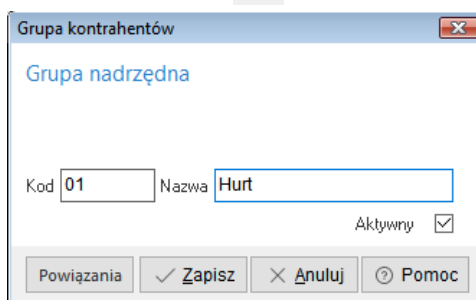 Grupa kontrahentów
Grupa nadrzędna
Kod 01 Nazwa Hurt
Aktywny
Powiązania Zapisz Anuluj Pomoc